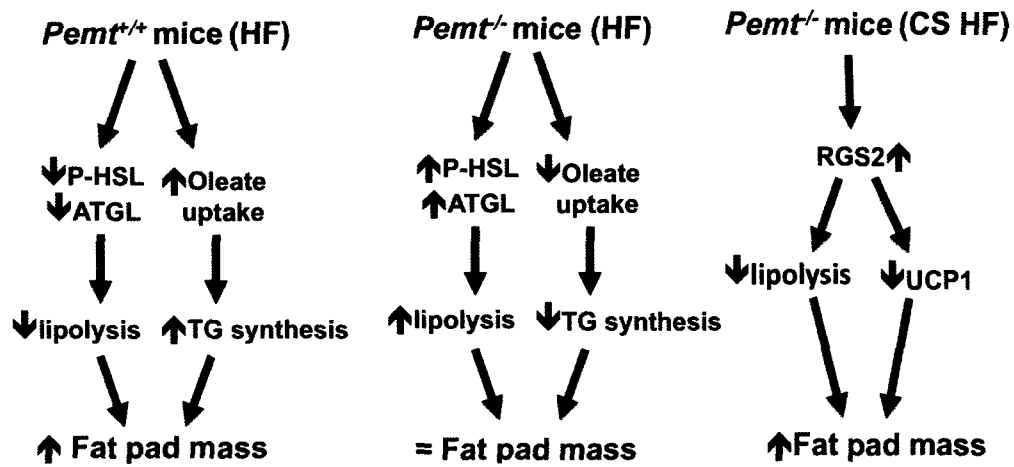 Pemt+/+ mice (HF)
↓P-HSL
↓ATGL
↑Oleate
uptake
↓lipolysis
↑TG synthesis
↑ Fat pad mass
Pemt-/- mice (HF)
↑P-HSL
↑ATGL
↓Oleate
uptake
↑lipolysis
↓TG synthesis
= Fat pad mass
Pemt-/- mice (CS HF)
RGS2↑
↓lipolysis
↓UCP1
↑Fat pad mass